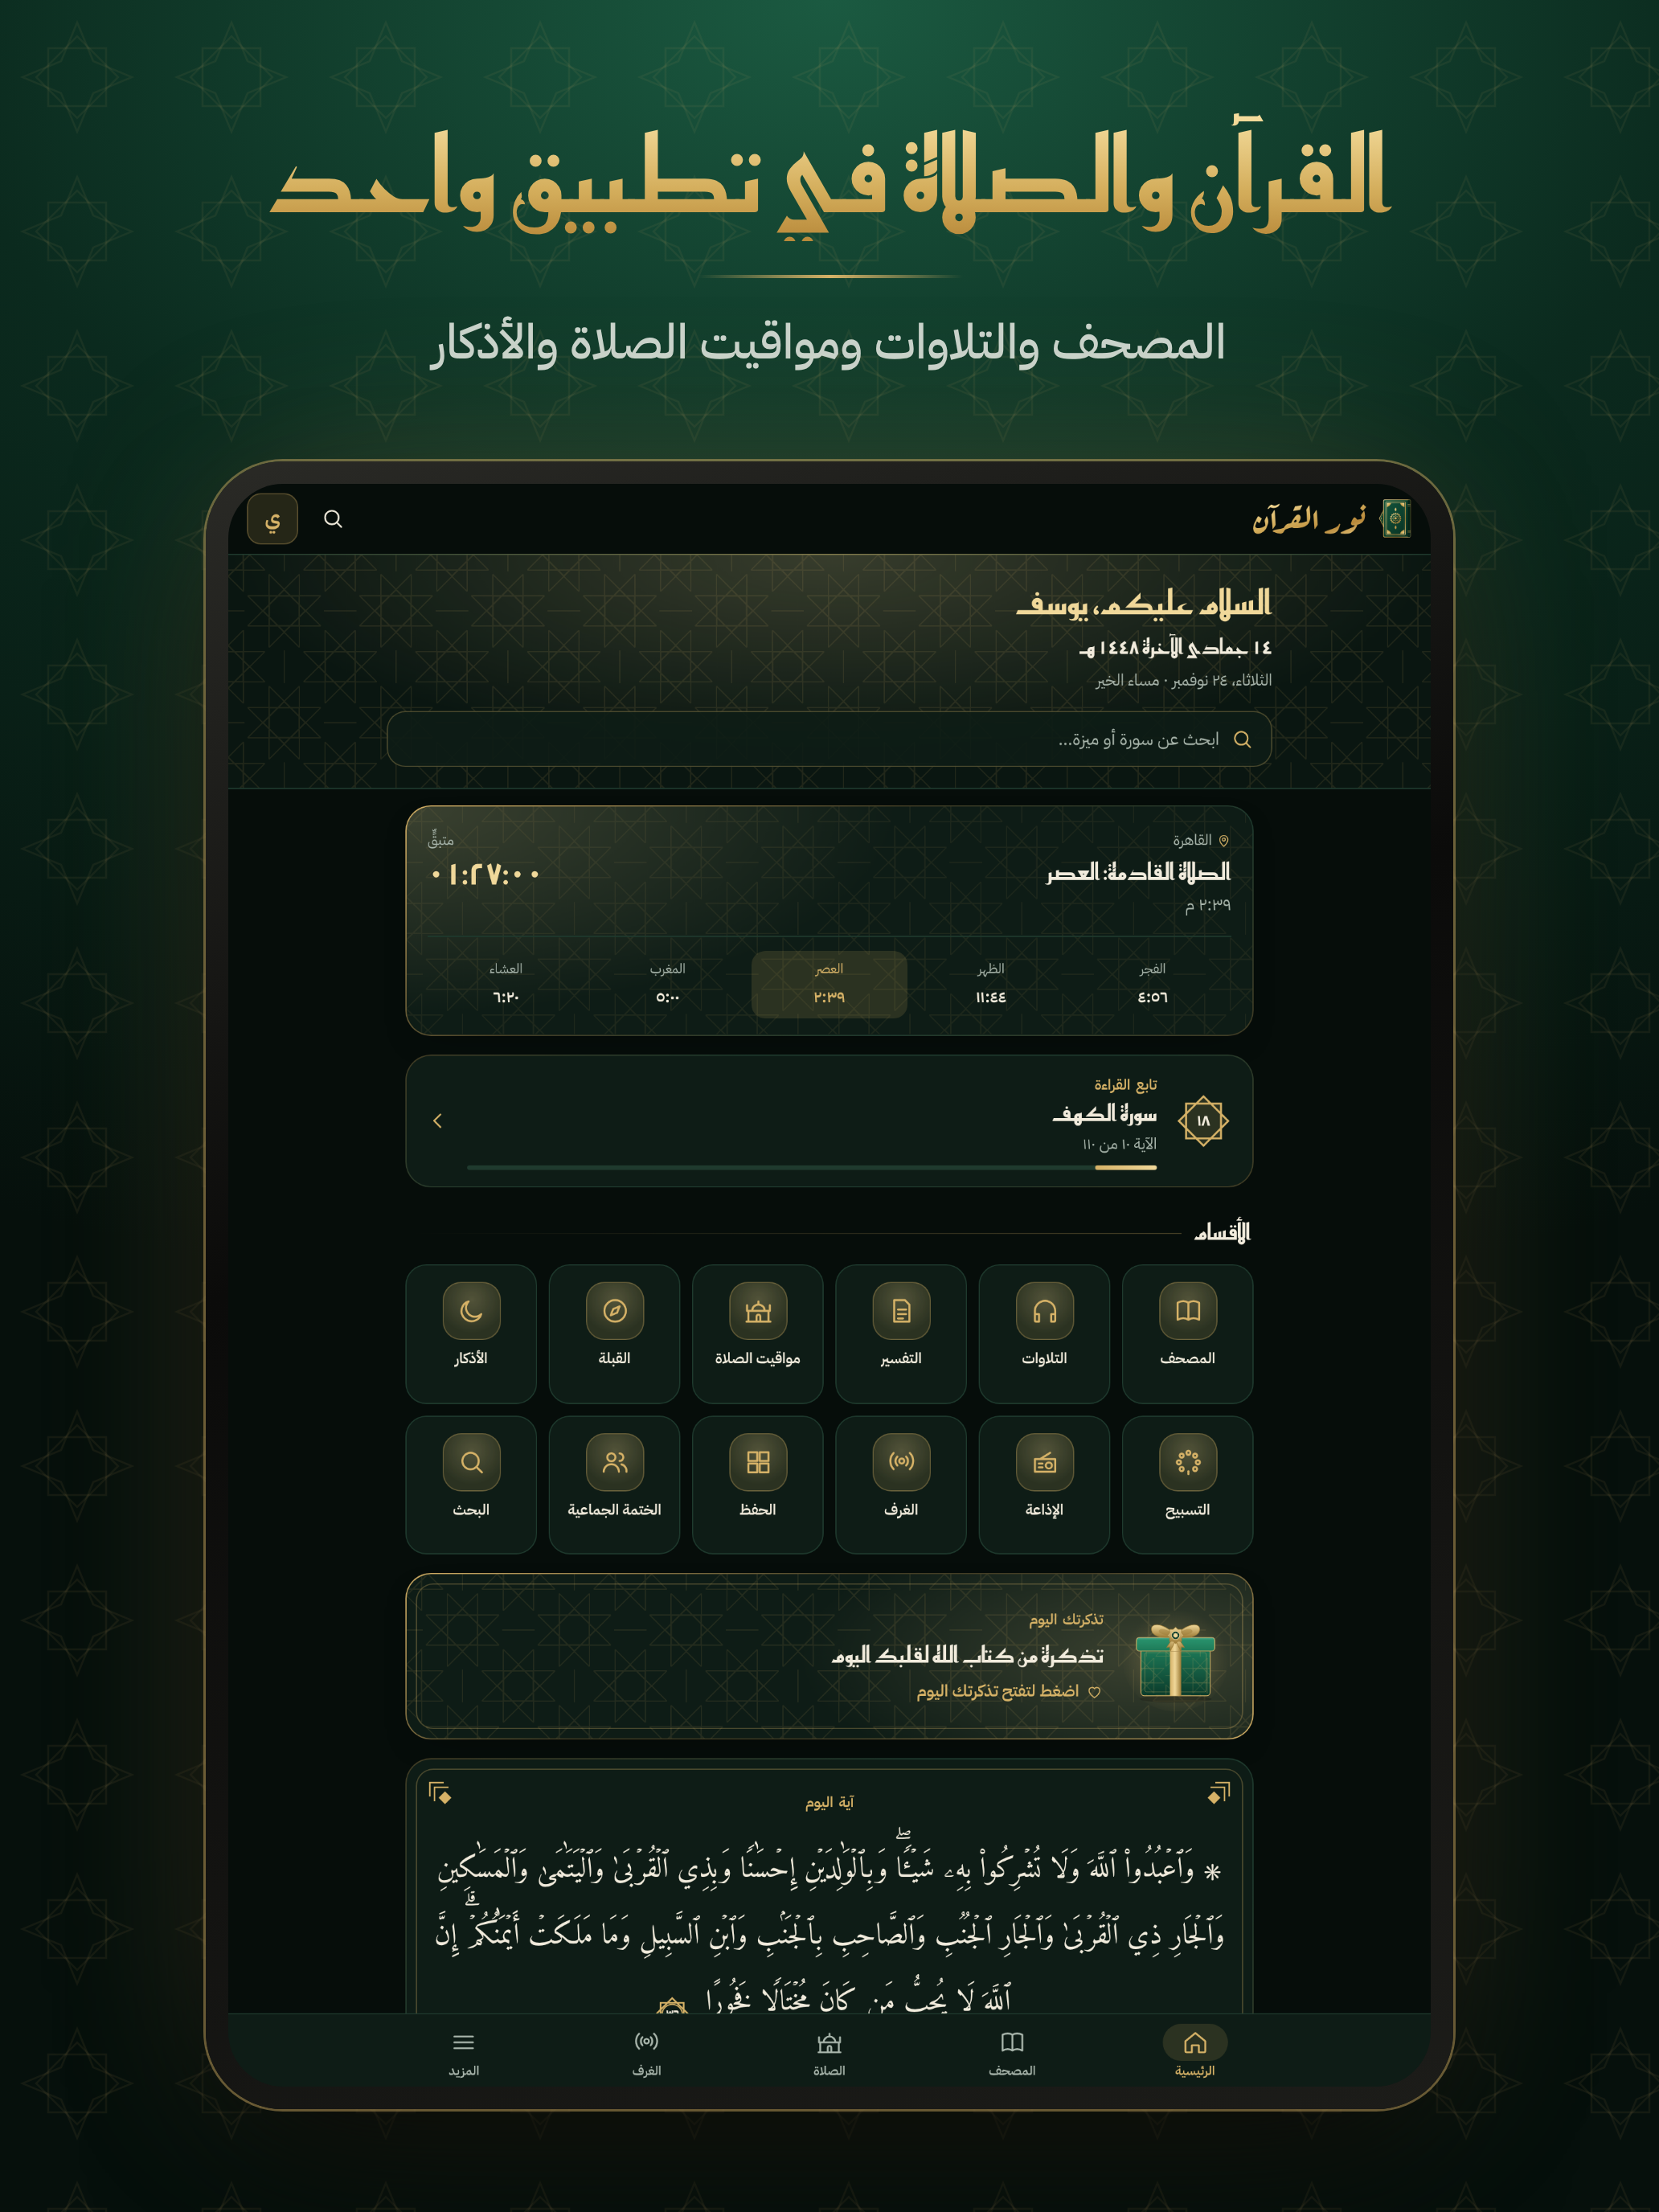 القرآن والصلاة في تطبيق واحد
المصحف والتلاوات ومواقيت الصلاة والأذكار
نور القرآن
ي
السلام عليكم، يوسف
١٤ جمادى الآخرة ١٤٤٨ هـ
الثلاثاء، ٢٤ نوفمبر · مساء الخير
ابحث عن سورة أو ميزة...
القاهرة
متبقٍّ
الصلاة القادمة: العصر
٠١:٢٧:٠٠
٢:٣٩ م
الفجر
٤:٥٦
الظهر
١١:٤٤
العصر
٢:٣٩
المغرب
٥:٠٠
العشاء
٦:٢٠
١٨
تابع القراءة
سورة الكهف
الآية ١٠ من ١١٠
الأقسام
المصحف
التلاوات
التفسير
مواقيت الصلاة
القبلة
الأذكار
التسبيح
الإذاعة
الغرف
الحفظ
الختمة الجماعية
البحث
تذكرتك اليوم
تذكرة من كتاب الله لقلبك اليوم
اضغط لتفتح تذكرتك اليوم
آية اليوم
۞ وَٱعۡبُدُواْ ٱللَّهَ وَلَا تُشۡرِكُواْ بِهِۦ شَيۡـٔٗاۖ وَبِٱلۡوَٰلِدَيۡنِ إِحۡسَٰنٗا وَبِذِي ٱلۡقُرۡبَىٰ وَٱلۡيَتَٰمَىٰ وَٱلۡمَسَٰكِينِ
وَٱلۡجَارِ ذِي ٱلۡقُرۡبَىٰ وَٱلۡجَارِ ٱلۡجُنُبِ وَٱلصَّاحِبِ بِٱلۡجَنۢبِ وَٱبۡنِ ٱلسَّبِيلِ وَمَا مَلَكَتۡ أَيۡمَٰنُكُمۡۗ إِنَّ
ٱللَّهَ لَا يُحِبُّ مَن كَانَ مُخۡتَالٗا فَخُورًا
الرئيسية
المصحف
الصلاة
الغرف
المزيد